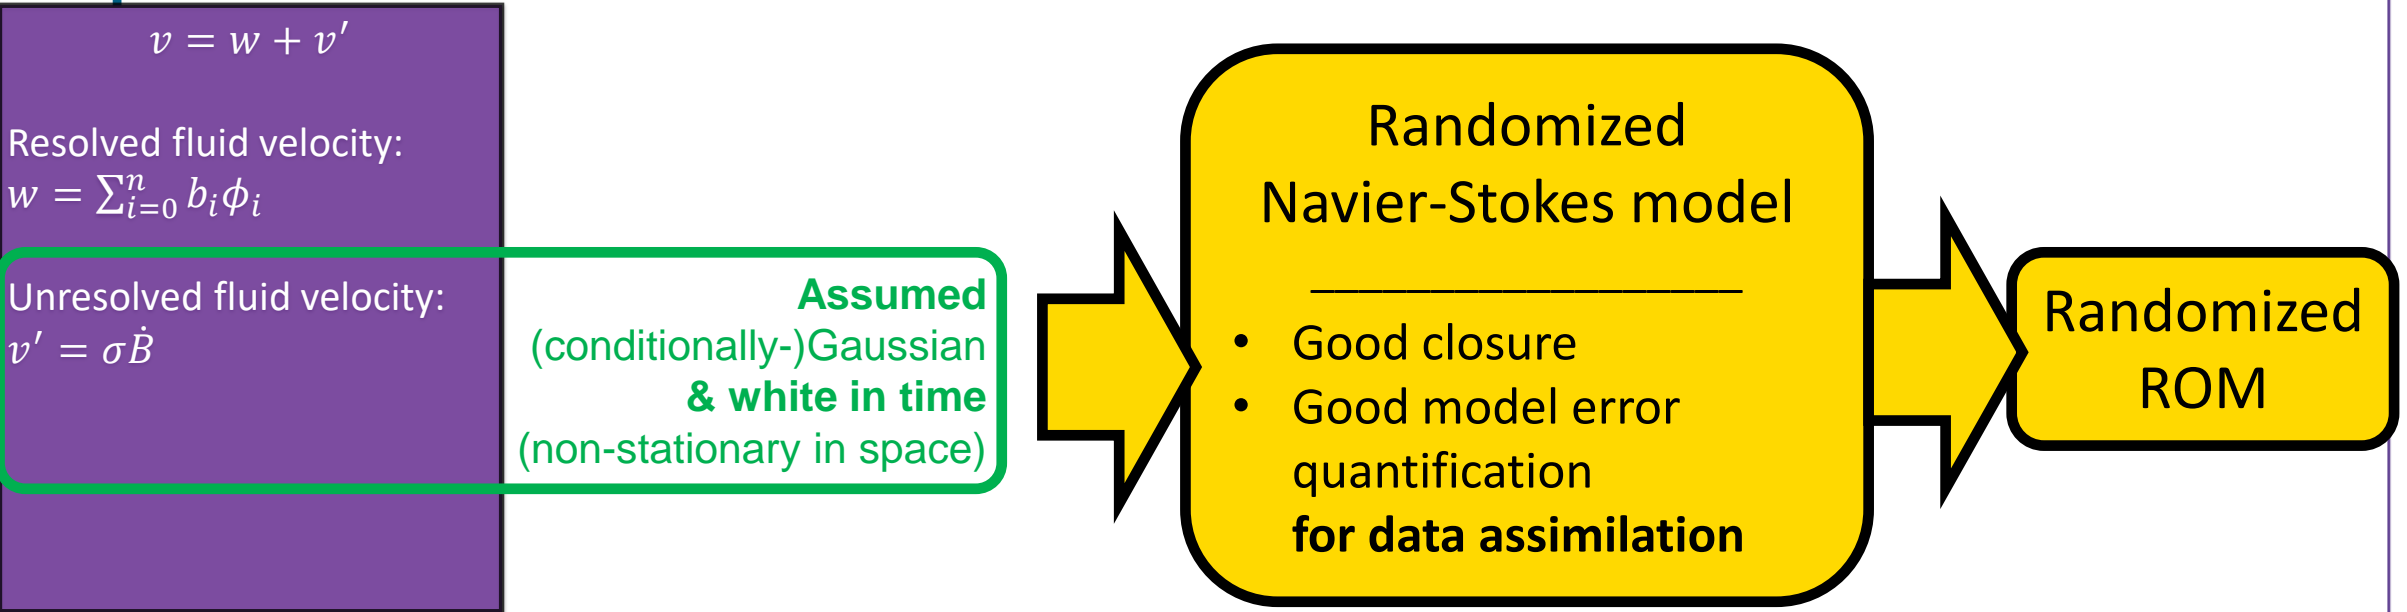 v = w + v′
Resolved fluid velocity:
w = ∑ⁿᵢ₌₀ bᵢϕᵢ
Unresolved fluid velocity:
v′ = σḂ
Assumed
(conditionally-)Gaussian
& white in time
(non-stationary in space)
Randomized
Navier-Stokes model
• Good closure
• Good model error
quantification
for data assimilation
Randomized
ROM